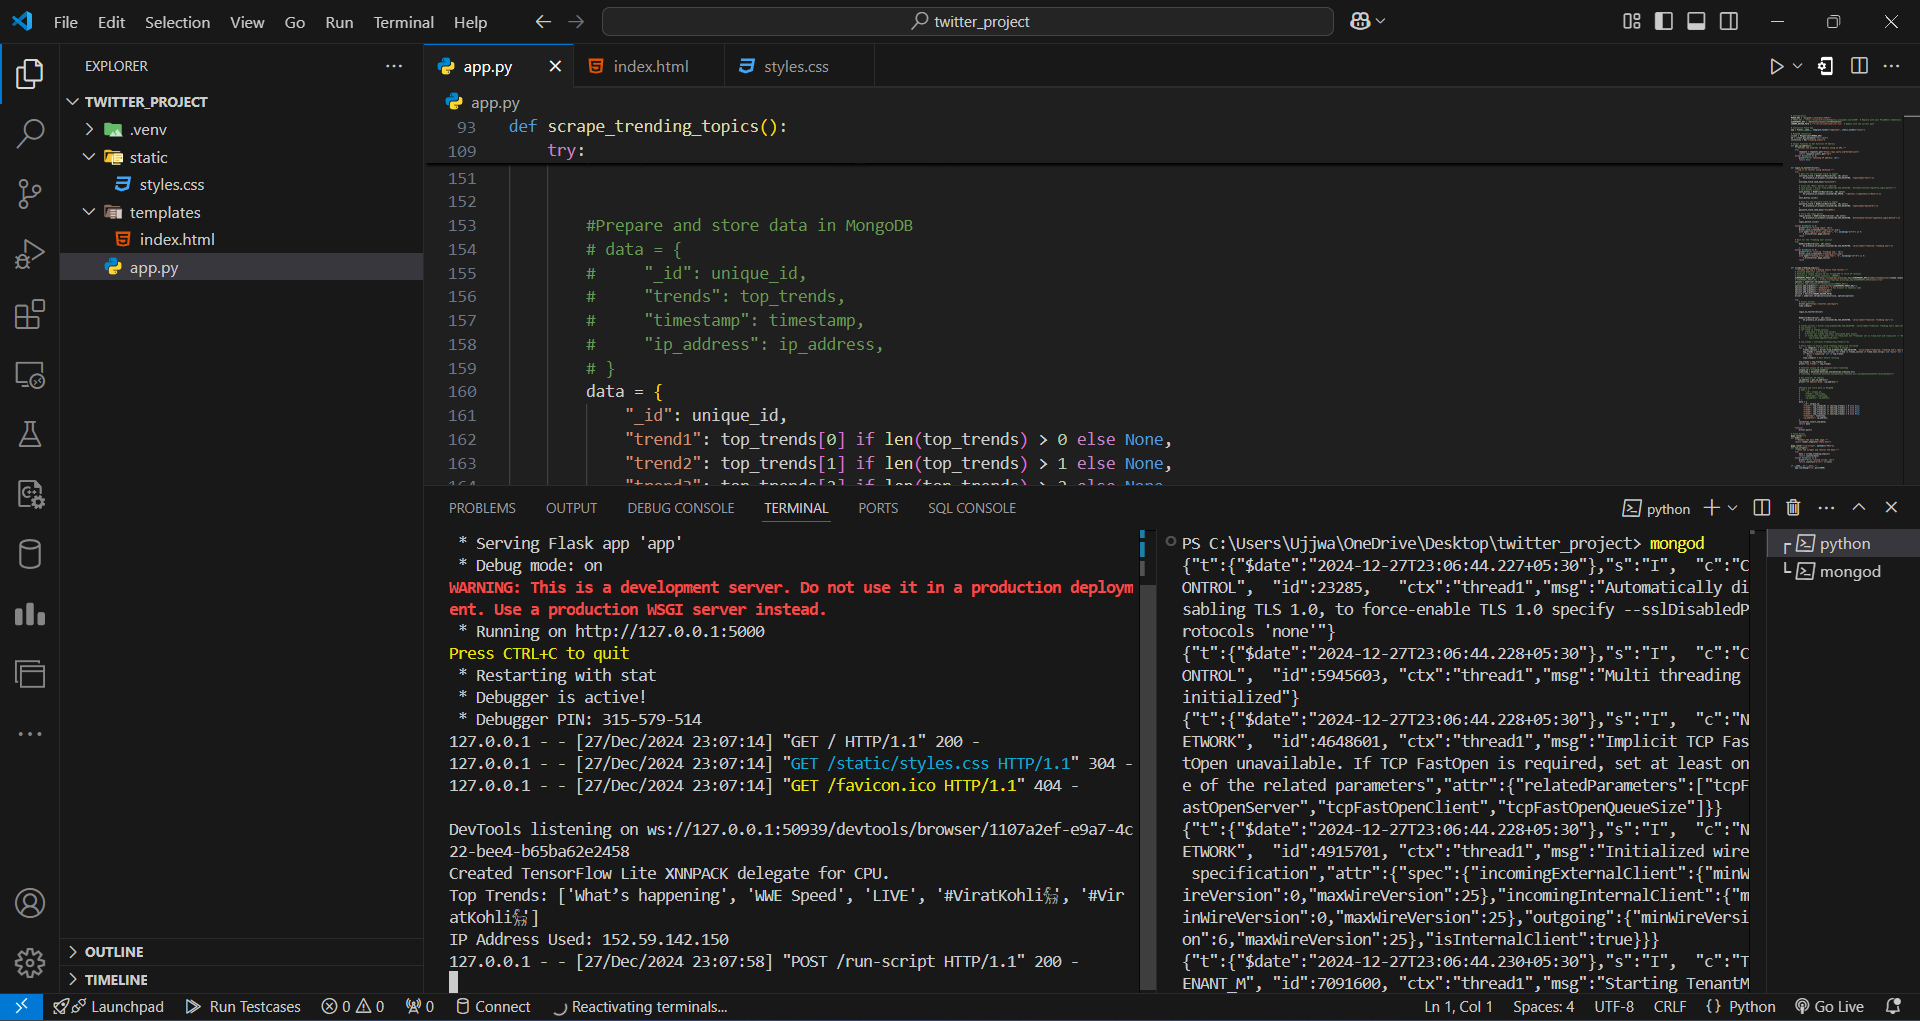 File Edit Selection View Go Run Terminal Help
twitter_project
EXPLORER
TWITTER_PROJECT
.venv
static
styles.css
templates
index.html
app.py
OUTLINE
TIMELINE
app.py
index.html
styles.css
app.py
93 def scrape_trending_topics():
109 try:
151
152
153 #Prepare and store data in MongoDB
154 # data = {
155 #     "_id": unique_id,
156 #     "trends": top_trends,
157 #     "timestamp": timestamp,
158 #     "ip_address": ip_address,
159 # }
160 data = {
161 "_id": unique_id,
162 "trend1": top_trends[0] if len(top_trends) > 0 else None,
163 "trend2": top_trends[1] if len(top_trends) > 1 else None,
PROBLEMS OUTPUT DEBUG CONSOLE TERMINAL PORTS SQL CONSOLE
python
* Serving Flask app 'app'
* Debug mode: on
WARNING: This is a development server. Do not use it in a production deploym
ent. Use a production WSGI server instead.
* Running on http://127.0.0.1:5000
Press CTRL+C to quit
* Restarting with stat
* Debugger is active!
* Debugger PIN: 315-579-514
127.0.0.1 - - [27/Dec/2024 23:07:14] "GET / HTTP/1.1" 200 -
127.0.0.1 - - [27/Dec/2024 23:07:14] "GET /static/styles.css HTTP/1.1" 304 -
127.0.0.1 - - [27/Dec/2024 23:07:14] "GET /favicon.ico HTTP/1.1" 404 -
DevTools listening on ws://127.0.0.1:50939/devtools/browser/1107a2ef-e9a7-4c
22-bee4-b65ba62e2458
Created TensorFlow Lite XNNPACK delegate for CPU.
Top Trends: ['What’s happening', 'WWE Speed', 'LIVE', '#ViratKohli🐐', '#Vir
atKohli🐐']
IP Address Used: 152.59.142.150
127.0.0.1 - - [27/Dec/2024 23:07:58] "POST /run-script HTTP/1.1" 200 -
PS C:\Users\Ujjwa\OneDrive\Desktop\twitter_project> mongod
{"t":{"$date":"2024-12-27T23:06:44.227+05:30"},"s":"I",  "c":"C
ONTROL",  "id":23285,   "ctx":"thread1","msg":"Automatically di
sabling TLS 1.0, to force-enable TLS 1.0 specify --sslDisabledP
rotocols 'none'"}
{"t":{"$date":"2024-12-27T23:06:44.228+05:30"},"s":"I",  "c":"C
ONTROL",  "id":5945603, "ctx":"thread1","msg":"Multi threading
initialized"}
{"t":{"$date":"2024-12-27T23:06:44.228+05:30"},"s":"I",  "c":"N
ETWORK",  "id":4648601, "ctx":"thread1","msg":"Implicit TCP Fas
tOpen unavailable. If TCP FastOpen is required, set at least on
e of the related parameters","attr":{"relatedParameters":["tcpF
astOpenServer","tcpFastOpenClient","tcpFastOpenQueueSize"]}}
{"t":{"$date":"2024-12-27T23:06:44.228+05:30"},"s":"I",  "c":"N
ETWORK",  "id":4915701, "ctx":"thread1","msg":"Initialized wire
specification","attr":{"spec":{"incomingExternalClient":{"minW
ireVersion":0,"maxWireVersion":25},"incomingInternalClient":{"m
inWireVersion":0,"maxWireVersion":25},"outgoing":{"minWireVersi
on":6,"maxWireVersion":25},"isInternalClient":true}}}
{"t":{"$date":"2024-12-27T23:06:44.230+05:30"},"s":"I",  "c":"T
ENANT_M", "id":7091600, "ctx":"thread1","msg":"Starting TenantM
python
mongod
Launchpad Run Testcases 0 0 0 Connect Reactivating terminals... Ln 1, Col 1 Spaces: 4 UTF-8 CRLF {} Python Go Live